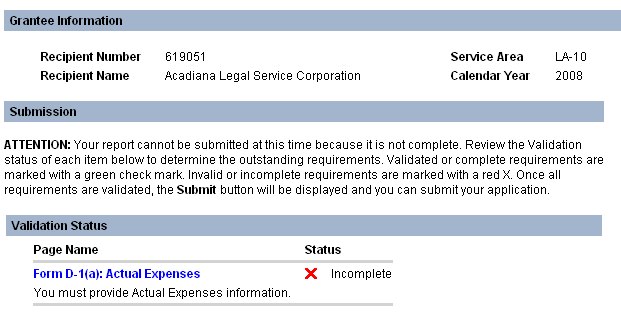 Grantee Information
Recipient Number 619051 Service Area LA-10
Recipient Name Acadiana Legal Service Corporation Calendar Year 2008
Submission
ATTENTION: Your report cannot be submitted at this time because it is not complete. Review the Validation
status of each item below to determine the outstanding requirements. Validated or complete requirements are
marked with a green check mark. Invalid or incomplete requirements are marked with a red X. Once all
requirements are validated, the Submit button will be displayed and you can submit your application.
Validation Status
Page Name Status
Form D-1(a): Actual Expenses Incomplete
You must provide Actual Expenses information.